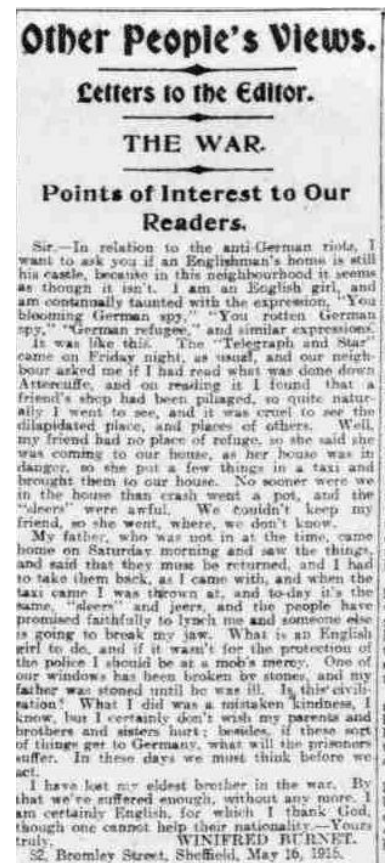 Other People's Views.
Letters to the Editor.
THE WAR.
Points of Interest to Our
Readers.
Sir.—In relation to the anti-German riots, I
want to ask you if an Englishman's home is still
his castle, because in this neighbourhood it seems
as though it isn't. I am an English girl, and
am continually taunted with the expression, "You
blooming German spy," "You rotten German
spy," "German refugee," and similar expressions.
It was like this. The "Telegraph and Star"
came on Friday night, as usual, and our neigh-
bour asked me if I had read what was done down
Attercliffe, and on reading it I found that a
friend's shop had been pillaged, so quite natur-
ally I went to see, and it was cruel to see the
dilapidated place, and places of others. Well,
my friend had no place of refuge, so she said she
was coming to our house, as her house was in
danger, so she put a few things in a taxi and
brought them to our house. No sooner were we
in the house than crash went a pot, and the
"sleers" were awful. We couldn't keep my
friend, so she went, where, we don't know.
My father, who was not in at the time, came
home on Saturday morning and saw the things,
and said that they must be returned, and I had
to take them back, as I came with, and when the
taxi came I was thrown at, and to-day it's the
same, "sleers" and jeers, and the people have
promised faithfully to lynch me and someone else
is going to break my jaw. What is an English
girl to do, and if it wasn't for the protection of
the police I should be at a mob's mercy. One of
our windows has been broken by stones, and my
father was stoned until he was ill. Is this civili-
sation? What I did was a mistaken kindness, I
know, but I certainly don't wish my parents and
brothers and sisters hurt; besides, if these sort
of things get to Germany, what will the prisoners
suffer. In these days we must think before we
act.
I have lost my eldest brother in the war. By
that we've suffered enough, without any more. I
am certainly English, for which I thank God,
though one cannot help their nationality.—Yours
truly, WINIFRED BURNET.
82, Bromley Street, Sheffield, May 16, 1915.